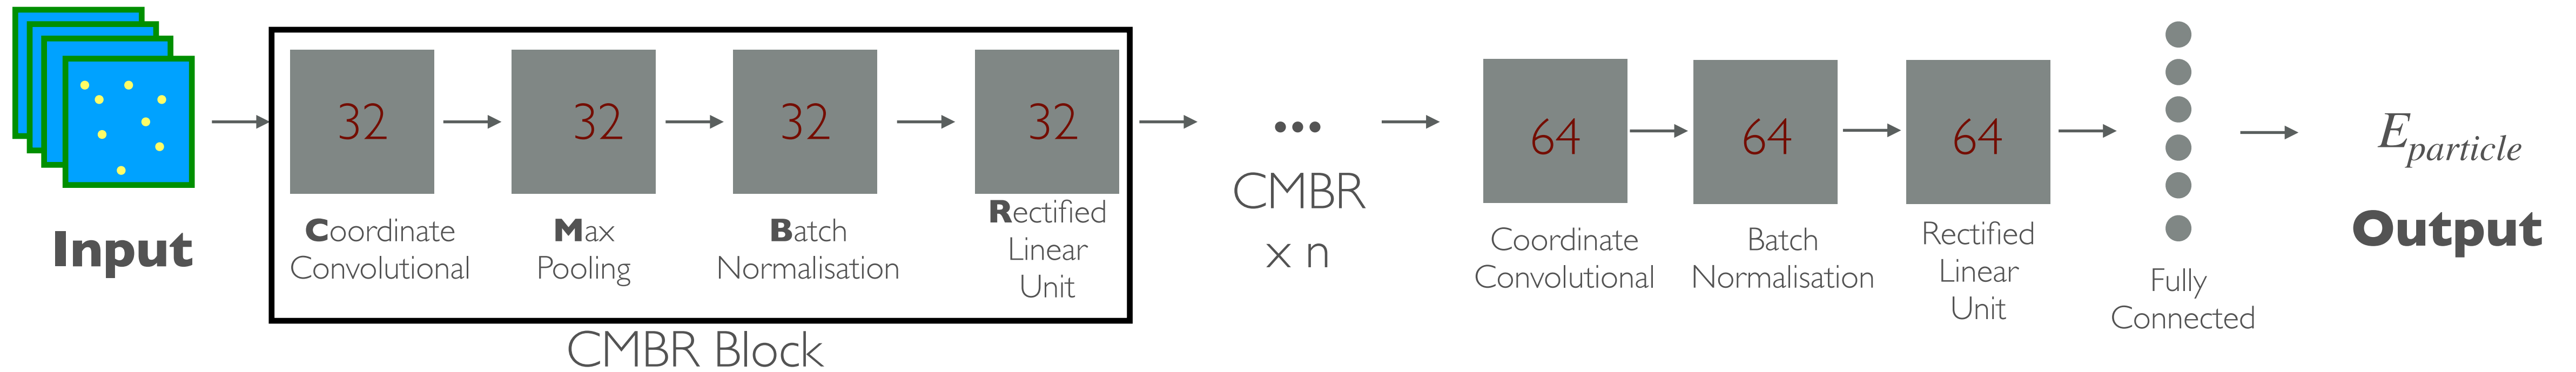 Input
32
Coordinate
Convolutional
32
Max
Pooling
32
Batch
Normalisation
32
Rectified
Linear
Unit
CMBR Block
...
CMBR
x n
64
Coordinate
Convolutional
64
Batch
Normalisation
64
Rectified
Linear
Unit
Fully
Connected
E_particle
Output